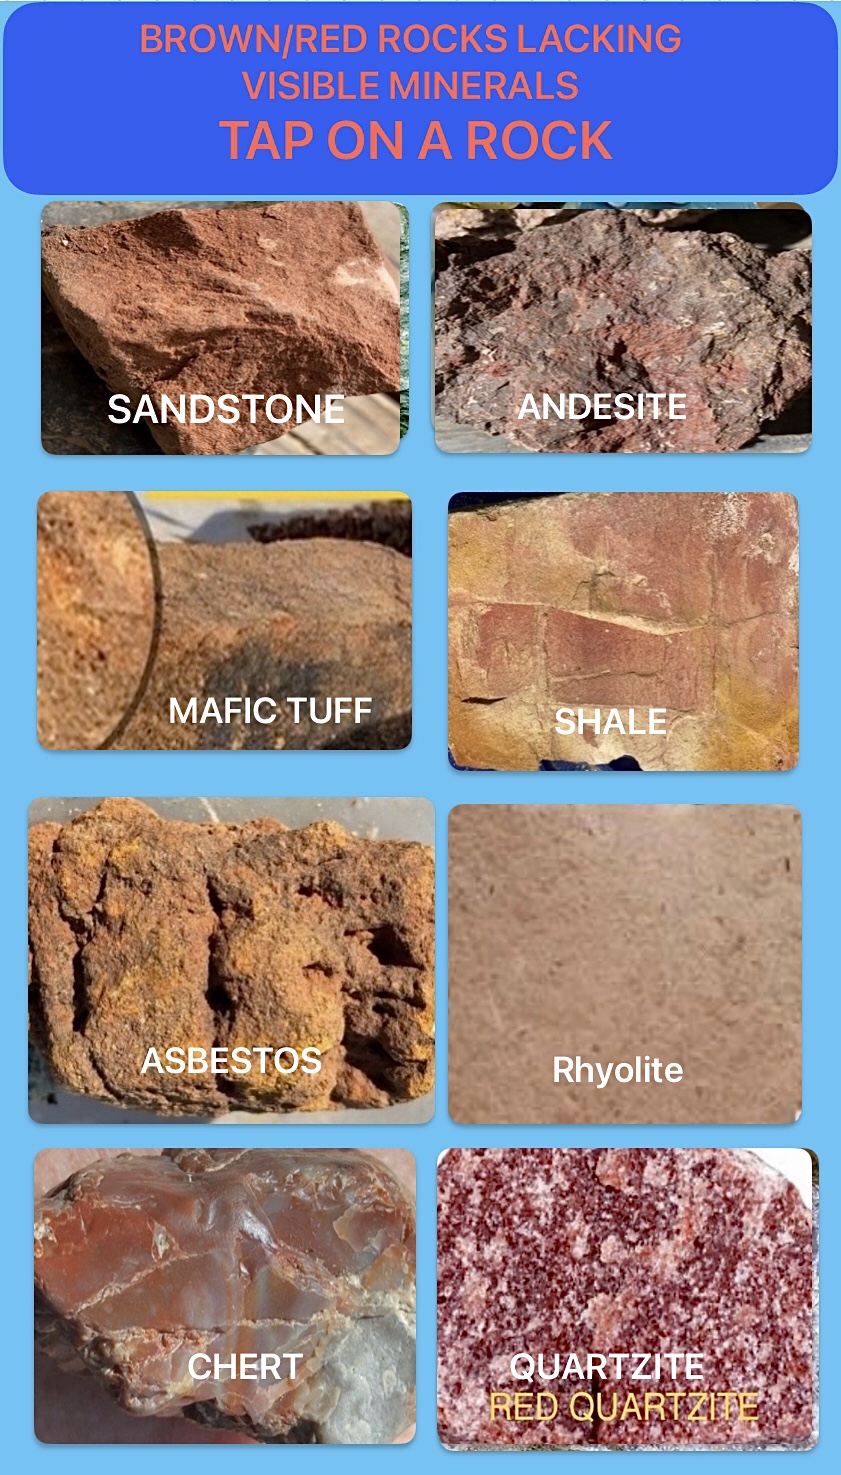 BROWN/RED ROCKS LACKING
VISIBLE MINERALS
TAP ON A ROCK
SANDSTONE
ANDESITE
MAFIC TUFF
SHALE
ASBESTOS
Rhyolite
CHERT
QUARTZITE
RED QUARTZITE